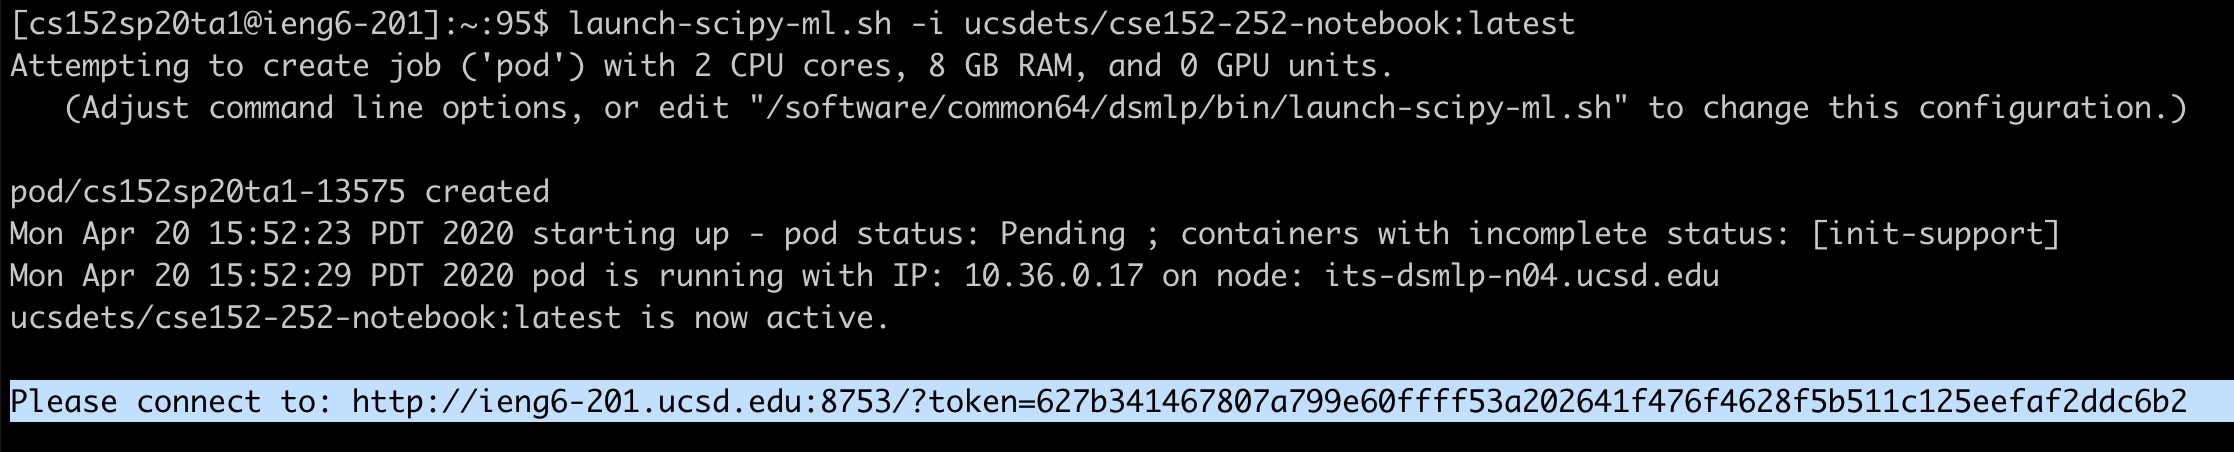 [cs152sp20ta1@ieng6-201]:~:95$ launch-scipy-ml.sh -i ucsdets/cse152-252-notebook:latest
Attempting to create job ('pod') with 2 CPU cores, 8 GB RAM, and 0 GPU units.
   (Adjust command line options, or edit "/software/common64/dsmlp/bin/launch-scipy-ml.sh" to change this configuration.)
pod/cs152sp20ta1-13575 created
Mon Apr 20 15:52:23 PDT 2020 starting up - pod status: Pending ; containers with incomplete status: [init-support]
Mon Apr 20 15:52:29 PDT 2020 pod is running with IP: 10.36.0.17 on node: its-dsmlp-n04.ucsd.edu
ucsdets/cse152-252-notebook:latest is now active.
Please connect to: http://ieng6-201.ucsd.edu:8753/?token=627b341467807a799e60ffff53a202641f476f4628f5b511c125eefaf2ddc6b2